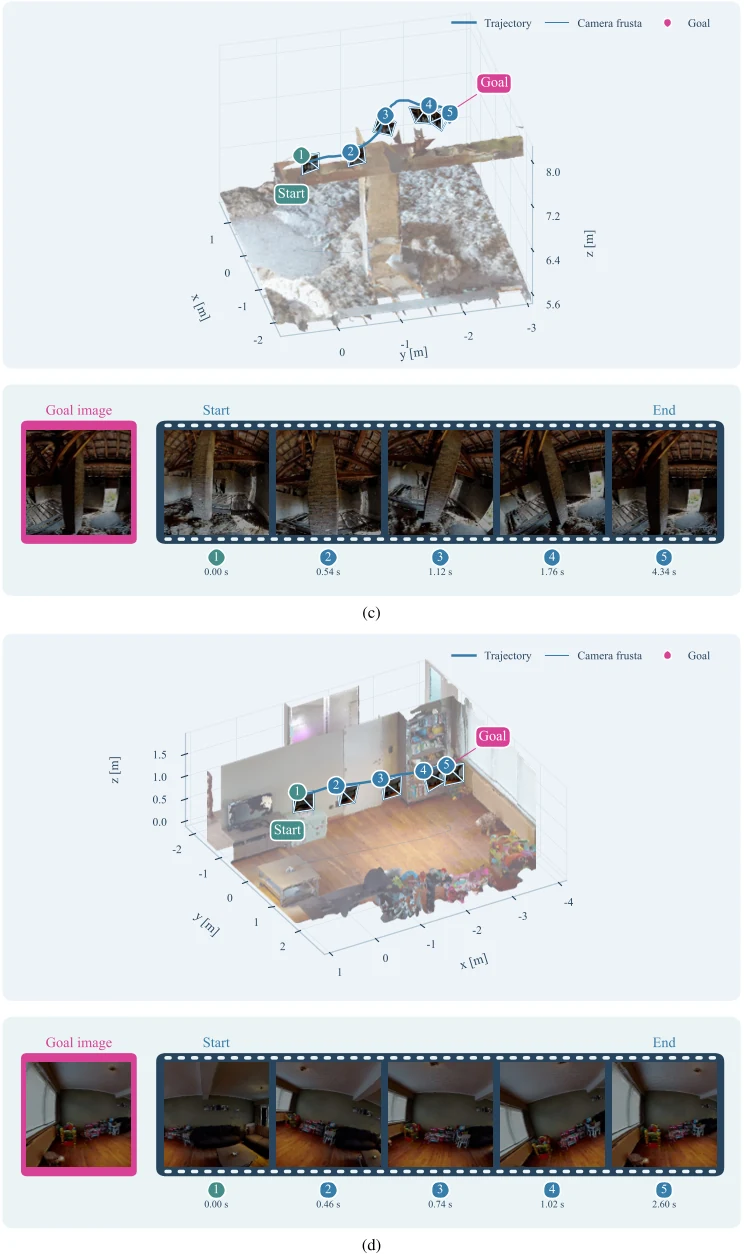 Trajectory Camera frusta Goal
Goal
4
3
5
1
2
Start
8.0
7.2
6.4
5.6
z [m]
1
0
-1
-2
x [m]
0
-1
-2
-3
y [m]
Goal image Start End
1 2 3 4 5
0.00 s 0.54 s 1.12 s 1.76 s 4.34 s
(c)
Trajectory Camera frusta Goal
Goal
1 2 3 4 5
Start
z [m]
1.5
1.0
0.5
0.0
-2
-1
0
1
2
y [m]
1
0
-1
-2
-3
-4
x [m]
Goal image Start End
1 2 3 4 5
0.00 s 0.46 s 0.74 s 1.02 s 2.60 s
(d)